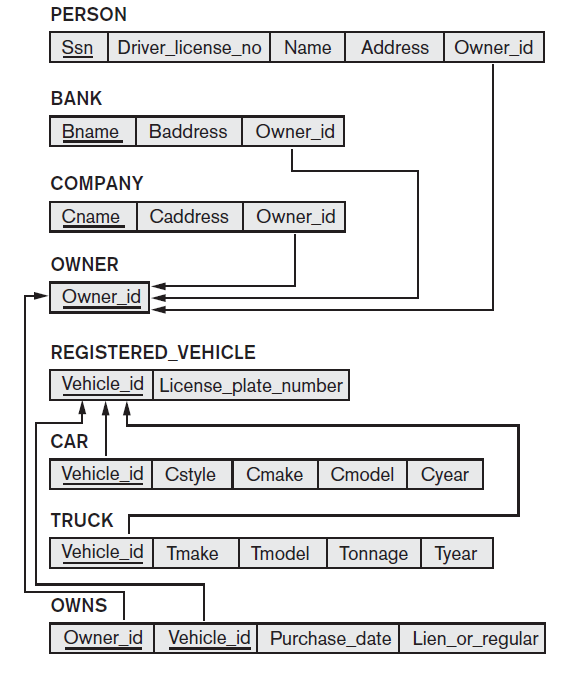 PERSON
Ssn Driver_license_no Name Address Owner_id
BANK
Bname Baddress Owner_id
COMPANY
Cname Caddress Owner_id
OWNER
Owner_id
REGISTERED_VEHICLE
Vehicle_id License_plate_number
CAR
Vehicle_id Cstyle Cmake Cmodel Cyear
TRUCK
Vehicle_id Tmake Tmodel Tonnage Tyear
OWNS
Owner_id Vehicle_id Purchase_date Lien_or_regular